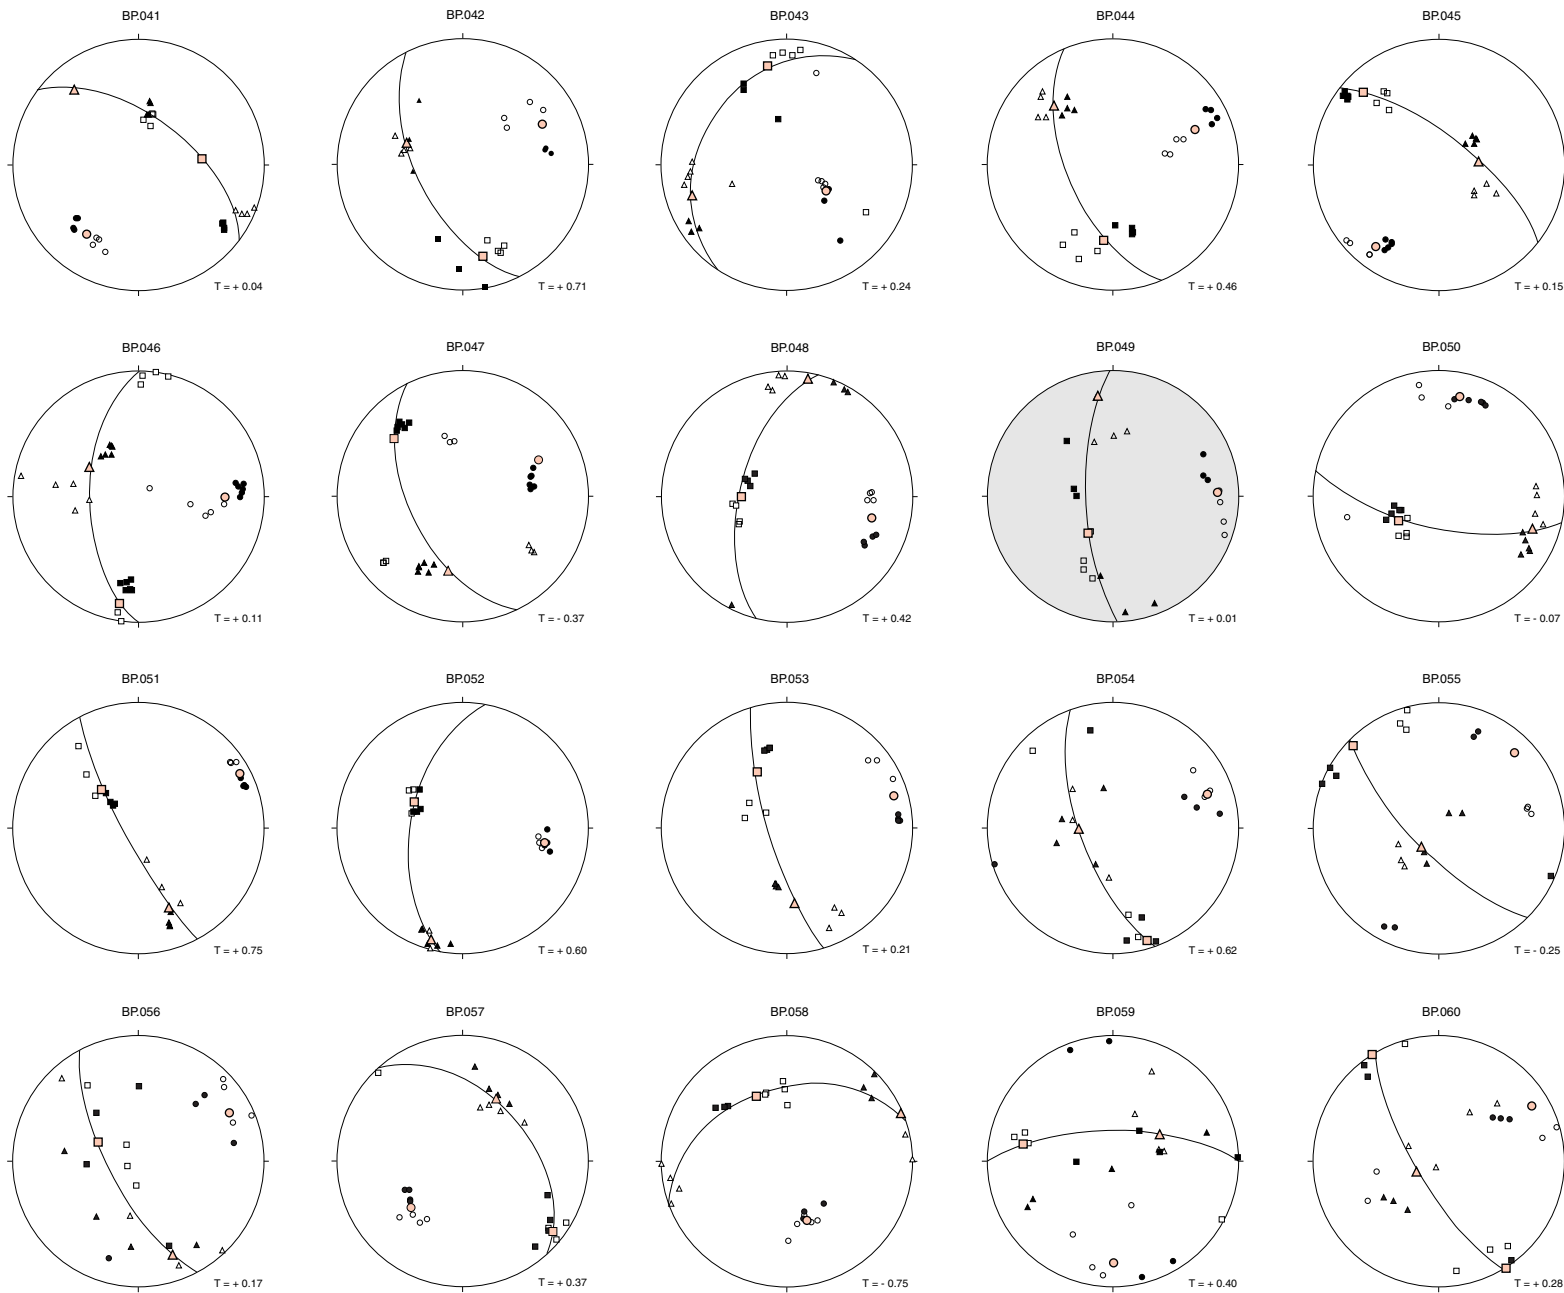 BP.041 BP.042 BP.043 BP.044 BP.045
T = + 0.04 T = + 0.71 T = + 0.24 T = + 0.46 T = + 0.15
BP.046 BP.047 BP.048 BP.049 BP.050
T = + 0.11 T = - 0.37 T = + 0.42 T = + 0.01 T = - 0.07
BP.051 BP.052 BP.053 BP.054 BP.055
T = + 0.75 T = + 0.60 T = + 0.21 T = + 0.62 T = - 0.25
BP.056 BP.057 BP.058 BP.059 BP.060
T = + 0.17 T = + 0.37 T = - 0.75 T = + 0.40 T = + 0.28